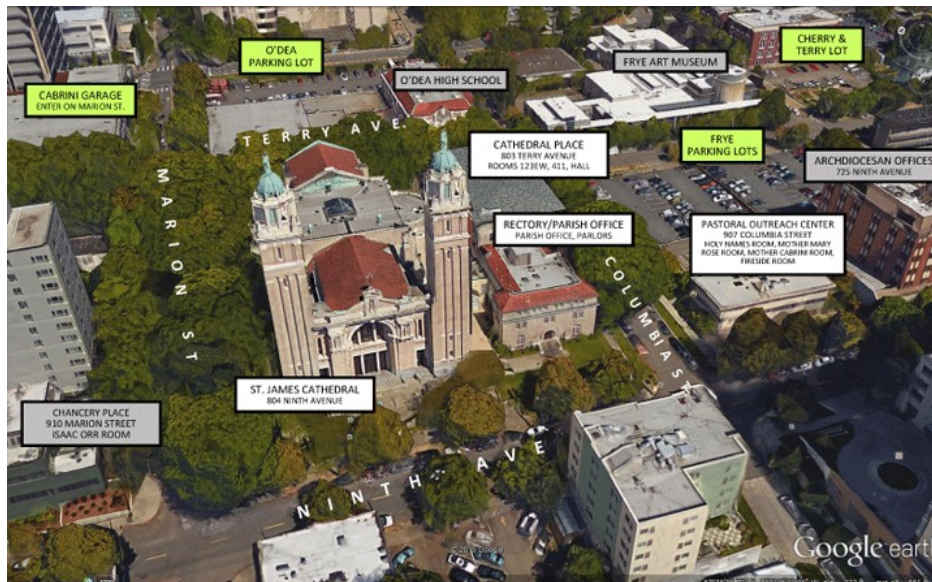 O'DEA
PARKING LOT
CHERRY &
TERRY LOT
O'DEA HIGH SCHOOL
FRYE ART MUSEUM
CABRINI GARAGE
ENTER ON MARION ST.
TERRY AVE.
CATHEDRAL PLACE
803 TERRY AVENUE
ROOMS 123EW, 411, HALL
FRYE
PARKING LOTS
ARCHDIOCESAN OFFICES
725 NINTH AVENUE
MARION ST
RECTORY/PARISH OFFICE
PARISH OFFICE, PARLORS
PASTORAL OUTREACH CENTER
907 COLUMBIA STREET
HOLY NAMES ROOM, MOTHER MARY
ROSE ROOM, MOTHER CABRINI ROOM,
FIRESIDE ROOM
COLUMBIA ST
ST. JAMES CATHEDRAL
804 NINTH AVENUE
CHANCERY PLACE
910 MARION STREET
ISAAC ORR ROOM
NINTH AVE
Google earth